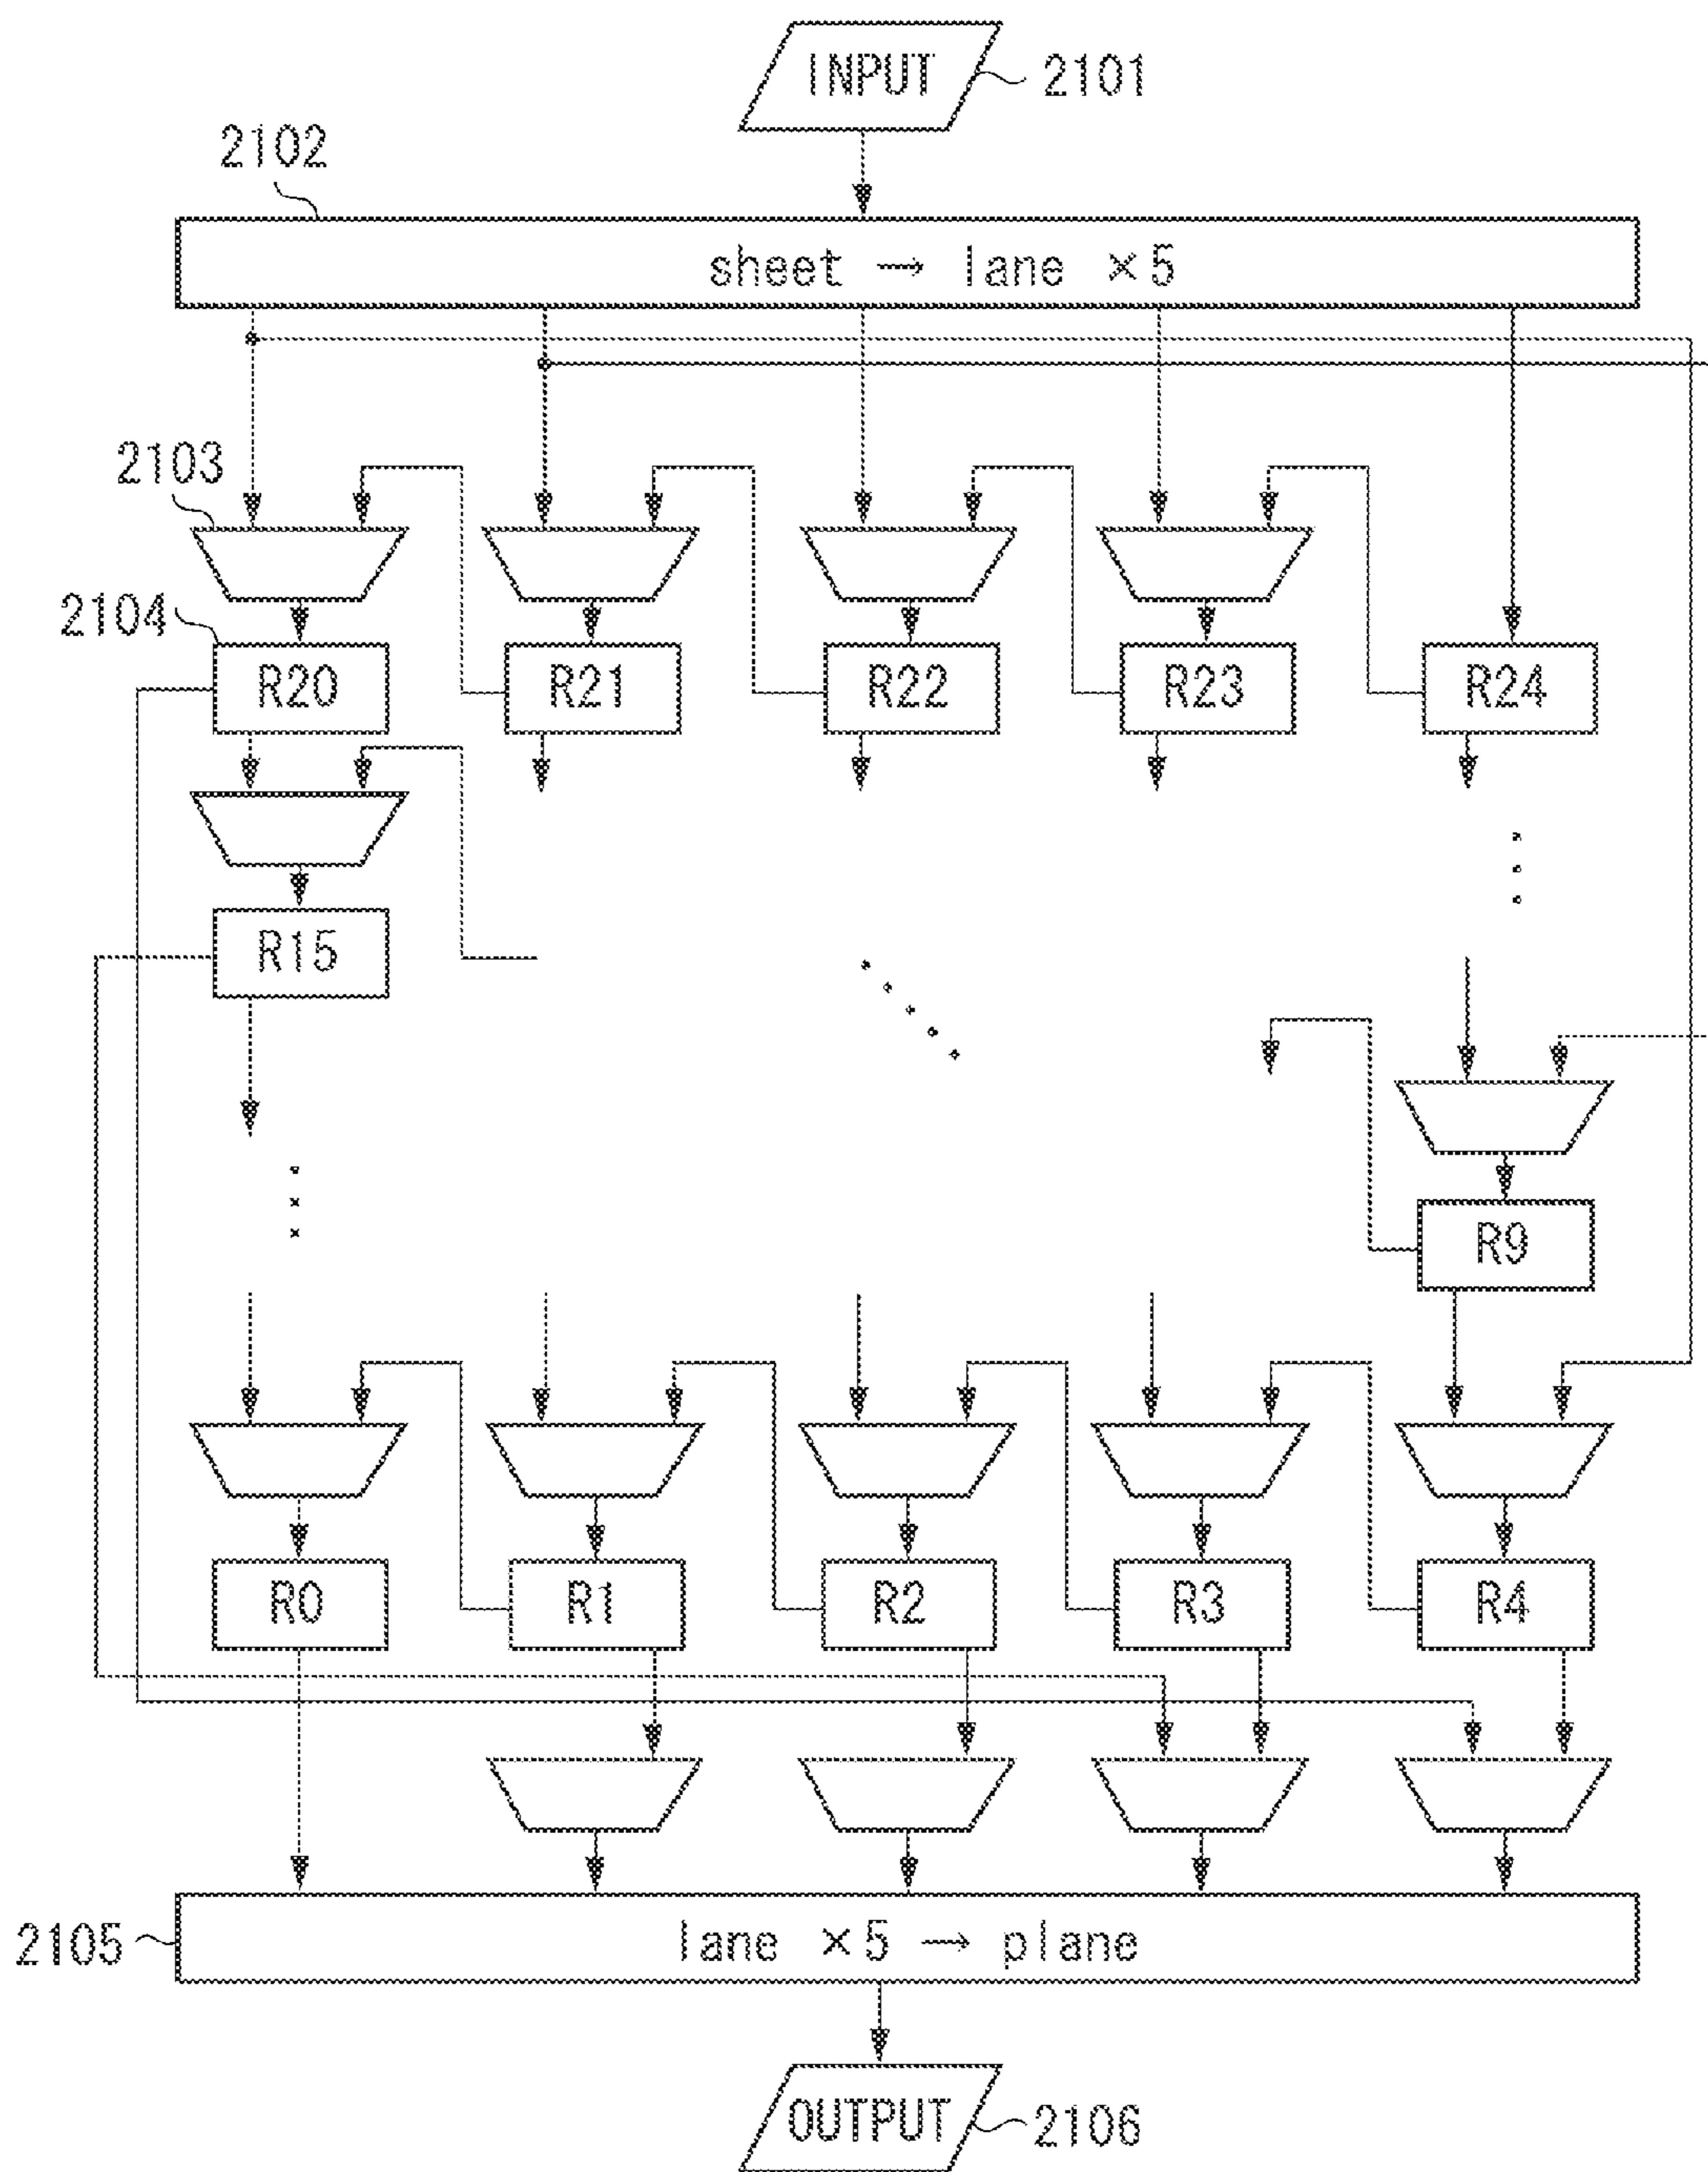 INPUT 2101
2102
sheet → lane ×5
2103
2104
R20 R21 R22 R23 R24
R15
R9
R0 R1 R2 R3 R4
2105
lane ×5 → plane
OUTPUT 2106